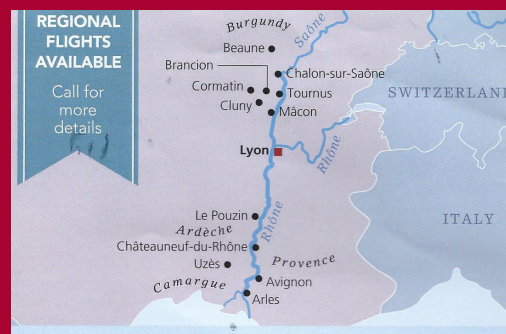 REGIONAL
FLIGHTS
AVAILABLE
Call for
more
details
Burgundy
Saône
Beaune
Brancion
Chalon-sur-Saône
Cormatin
Tournus
Cluny
Mâcon
SWITZERLAN
Lyon
Rhône
Le Pouzin
Ardèche
Rhône
Châteauneuf-du-Rhône
ITALY
Uzès
Provence
Camargue
Avignon
Arles